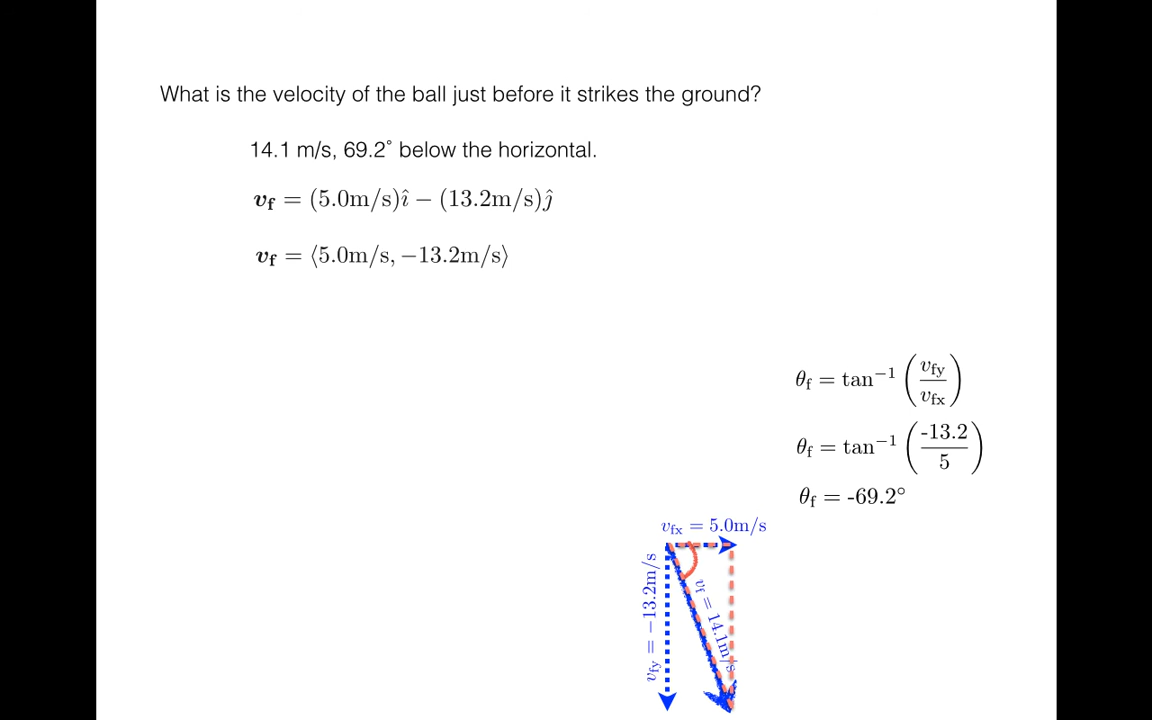 What is the velocity of the ball just before it strikes the ground?
14.1 m/s, 69.2° below the horizontal.
v_f = (5.0m/s)î − (13.2m/s)ĵ
v_f = ⟨5.0m/s, −13.2m/s⟩
θ_f = tan⁻¹ (v_fy / v_fx)
θ_f = tan⁻¹ (-13.2 / 5)
θ_f = -69.2°
v_fx = 5.0m/s
v_fy = −13.2m/s
v_f = 14.1m/s